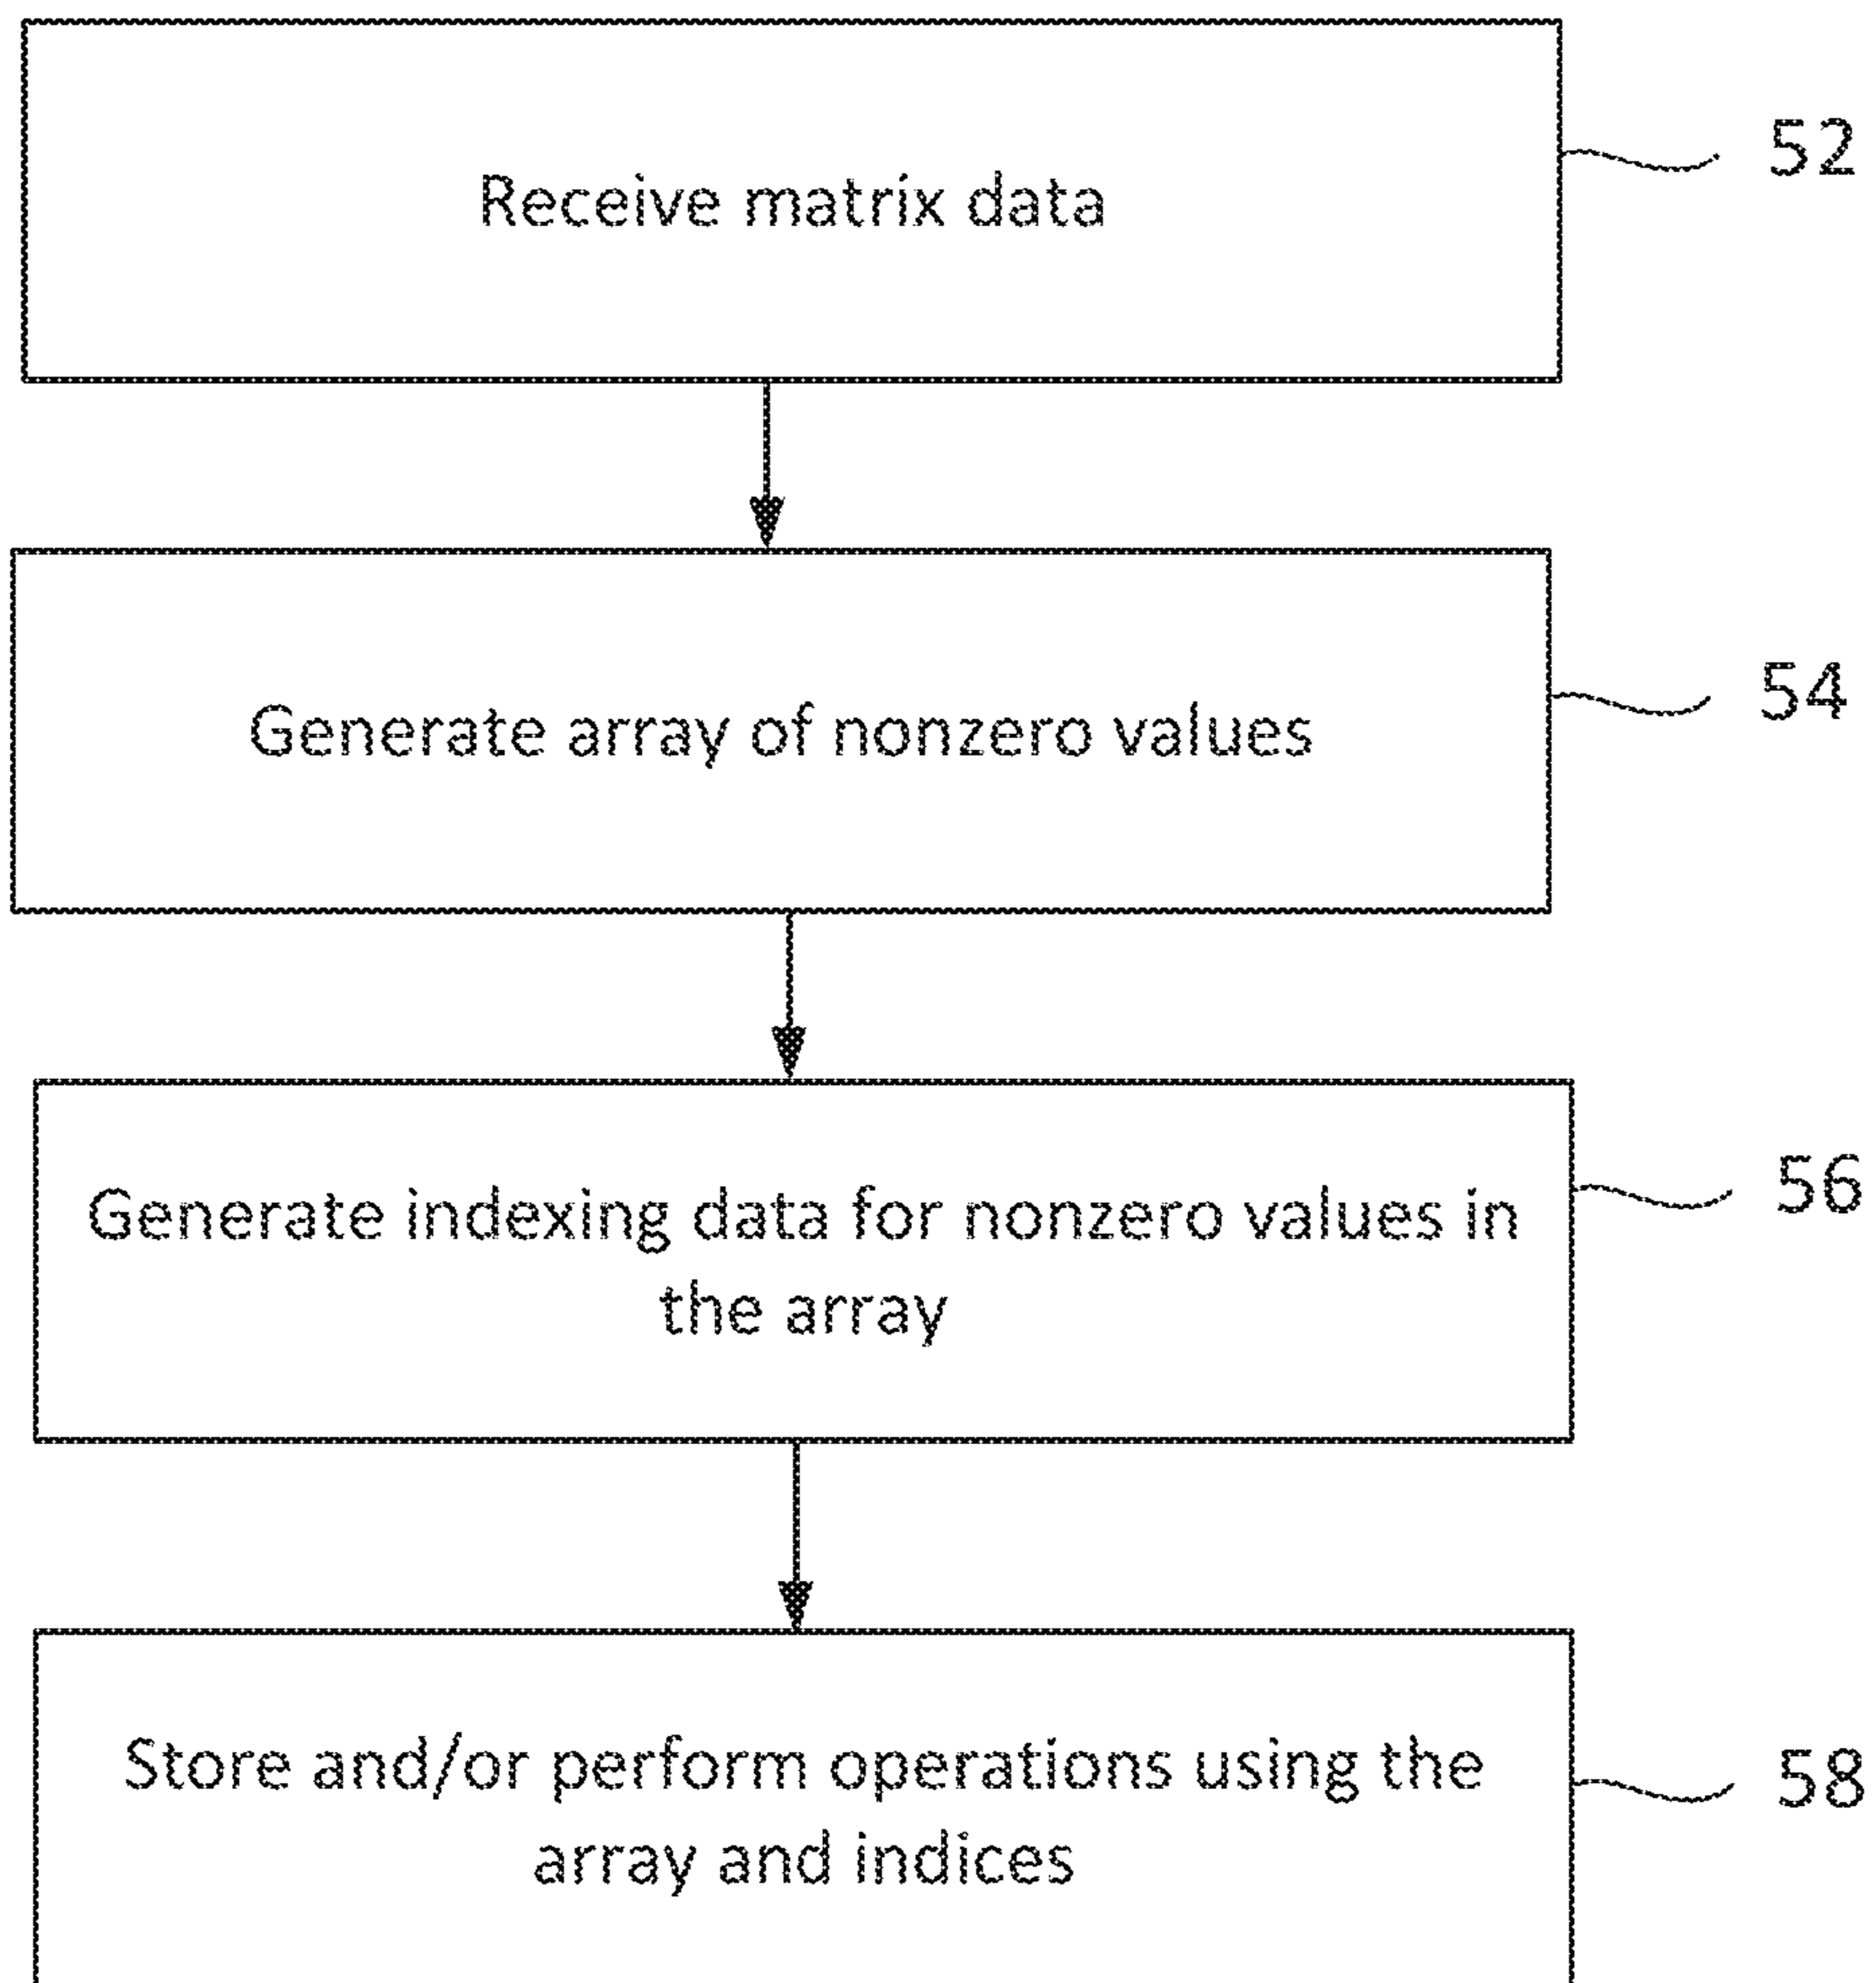 Receive matrix data
52
Generate array of nonzero values
54
Generate indexing data for nonzero values in
the array
56
Store and/or perform operations using the
array and indices
58